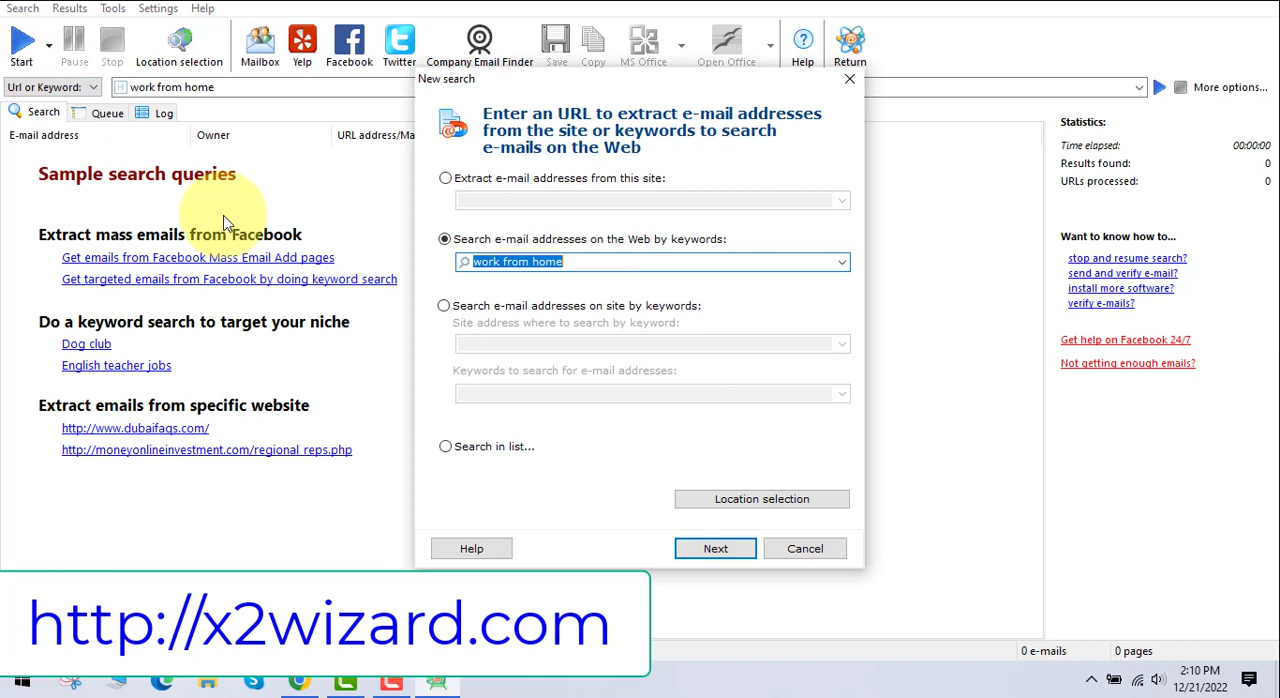 Search Results Tools Settings Help
Start Pause Stop Location selection Mailbox Yelp Facebook Twitter Company Email Finder Save Copy MS Office Open Office Help Return
Url or Keyword: work from home More options...
Search Queue Log
E-mail address Owner URL address/Ma
Sample search queries
Extract mass emails from Facebook
Get emails from Facebook Mass Email Add pages
Get targeted emails from Facebook by doing keyword search
Do a keyword search to target your niche
Dog club
English teacher jobs
Extract emails from specific website
http://www.dubaifaqs.com/
http://moneyonlineinvestment.com/regional_reps.php
New search
Enter an URL to extract e-mail addresses
from the site or keywords to search
e-mails on the Web
Extract e-mail addresses from this site:
Search e-mail addresses on the Web by keywords:
work from home
Search e-mail addresses on site by keywords:
Site address where to search by keyword:
Keywords to search for e-mail addresses:
Search in list...
Location selection
Help Next Cancel
Statistics:
Time elapsed: 00:00:00
Results found: 0
URLs processed: 0
Want to know how to...
stop and resume search?
send and verify e-mail?
install more software?
verify e-mails?
Get help on Facebook 24/7
Not getting enough emails?
http://x2wizard.com
0 e-mails 0 pages
2:10 PM
12/21/2022